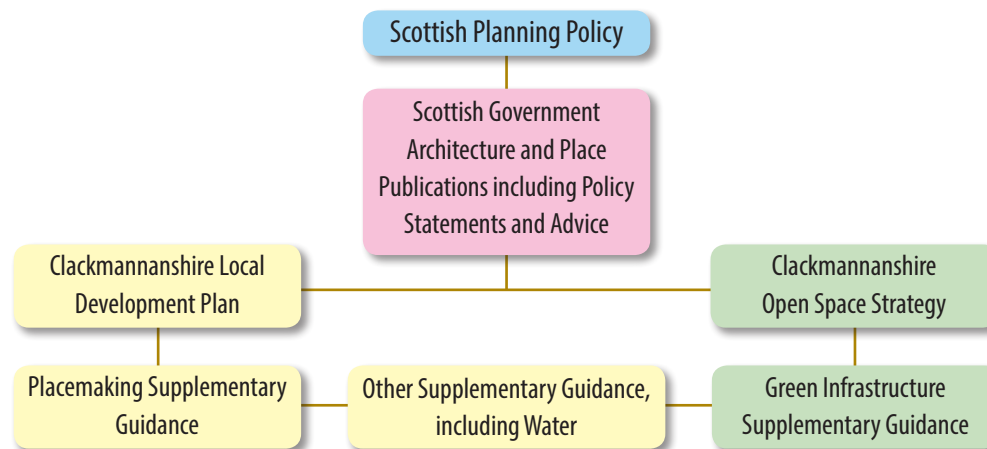 Scottish Planning Policy
Scottish Government
Architecture and Place
Publications including Policy
Statements and Advice
Clackmannanshire Local
Development Plan
Clackmannanshire
Open Space Strategy
Placemaking Supplementary
Guidance
Other Supplementary Guidance,
including Water
Green Infrastructure
Supplementary Guidance